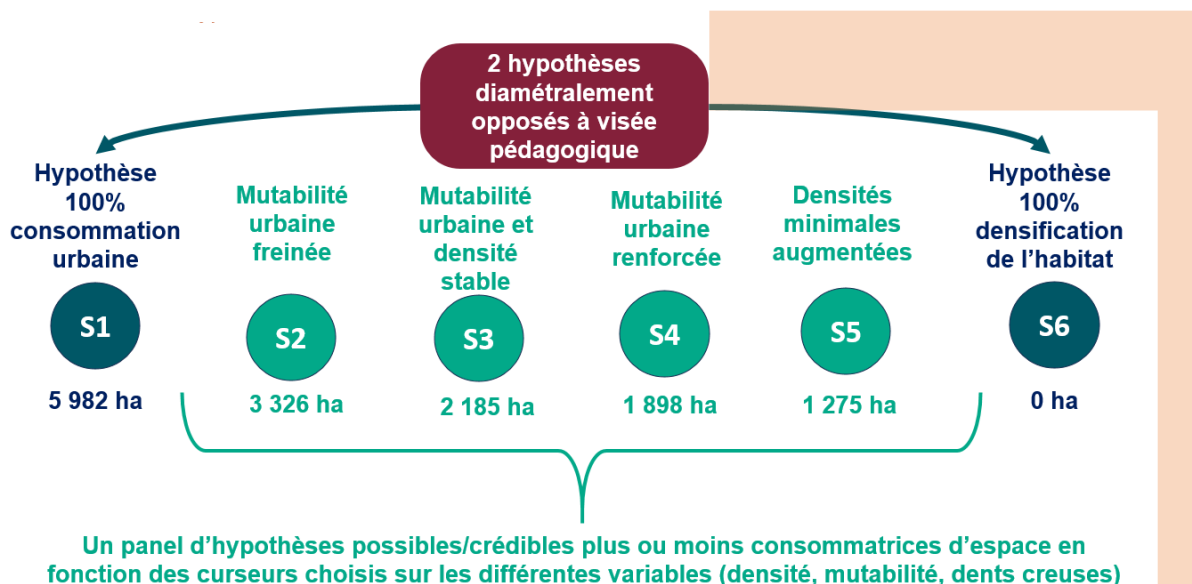 2 hypothèses
diamétralement
opposés à visée
pédagogique
Hypothèse
100%
consommation
urbaine
S1
5 982 ha
Mutabilité
urbaine
freinée
S2
3 326 ha
Mutabilité
urbaine et
densité
stable
S3
2 185 ha
Mutabilité
urbaine
renforcée
S4
1 898 ha
Densités
minimales
augmentées
S5
1 275 ha
Hypothèse
100%
densification
de l'habitat
S6
0 ha
Un panel d'hypothèses possibles/crédibles plus ou moins consommatrices d'espace en
fonction des curseurs choisis sur les différentes variables (densité, mutabilité, dents creuses)